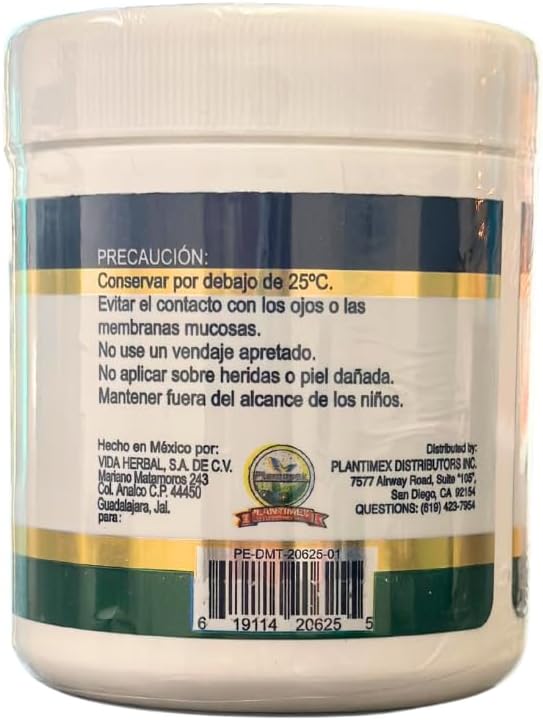 PRECAUCIÓN:
Conservar por debajo de 25ºC.
Evitar el contacto con los ojos o las
membranas mucosas.
No use un vendaje apretado.
No aplicar sobre heridas o piel dañada.
Mantener fuera del alcance de los niños.
Hecho en México por:
VIDA HERBAL, S.A. DE C.V.
Mariano Matamoros 243
Col. Analco C.P. 44450
Guadalajara, Jal.
para:
Plantimex
PLANTIMEX
Distributed by:
PLANTIMEX DISTRIBUTORS INC.
7577 Airway Road, Suite "105",
San Diego, CA 92154
QUESTIONS: (619) 423-7954
PE-DMT-20625-01
6 19114 20625 5